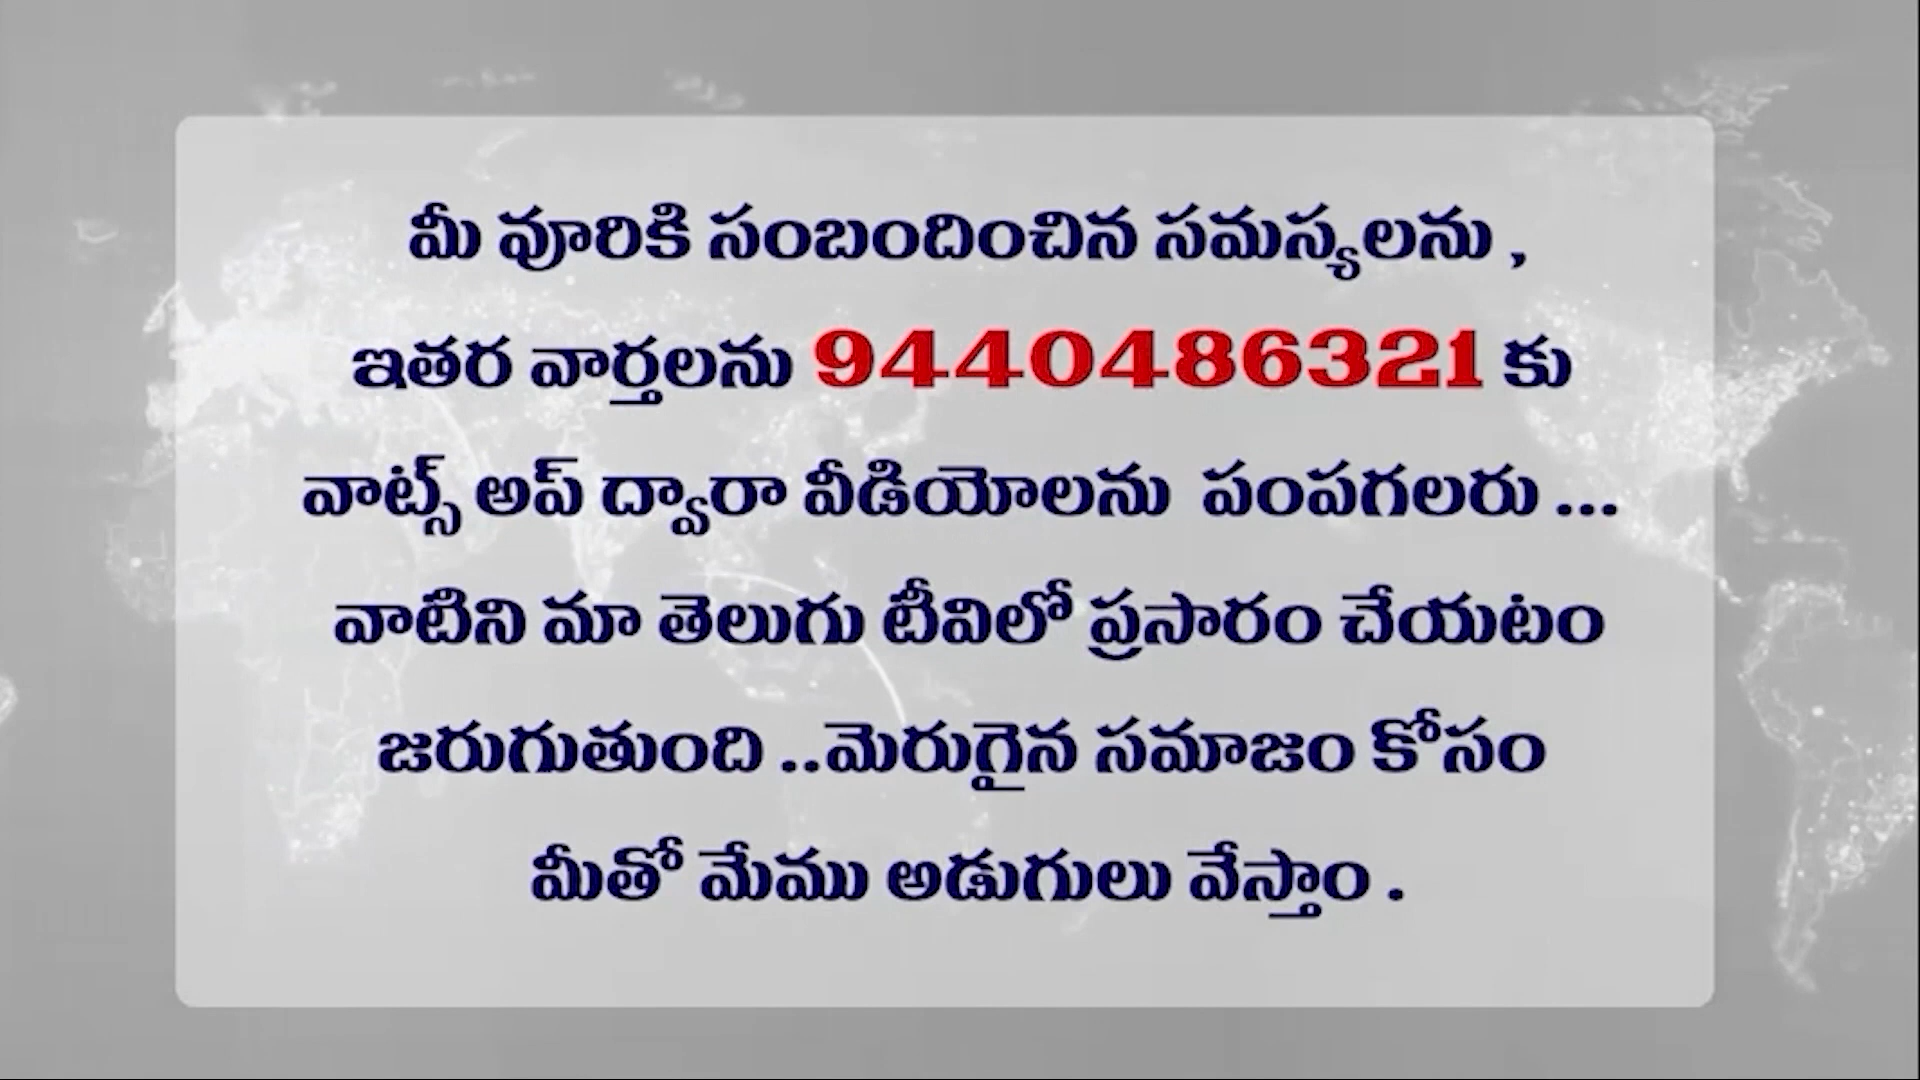 మీ వూరికి సంబందించిన సమస్యలను ,
ఇతర వార్తలను 9440486321 కు
వాట్స్ అప్ ద్వారా వీడియోలను పంపగలరు ...
వాటిని మా తెలుగు టీవిలో ప్రసారం చేయటం
జరుగుతుంది ..మెరుగైన సమాజం కోసం
మీతో మేము అడుగులు వేస్తాం .